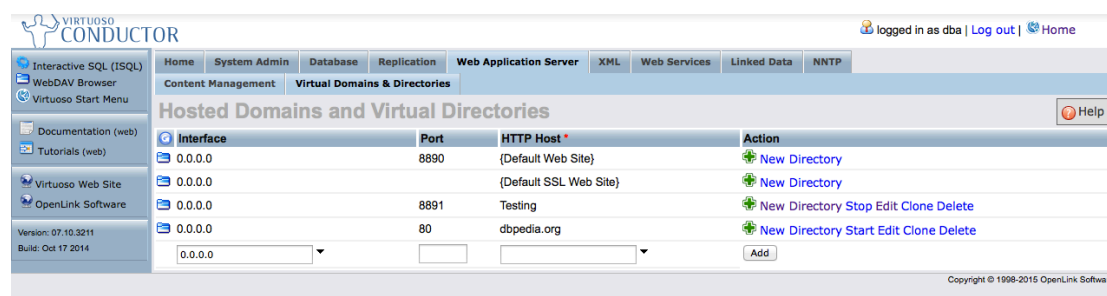 VIRTUOSO
CONDUCTOR
logged in as dba | Log out | Home
Interactive SQL (ISQL)
WebDAV Browser
Virtuoso Start Menu
Documentation (web)
Tutorials (web)
Virtuoso Web Site
OpenLink Software
Version: 07.10.3211
Build: Oct 17 2014
Home System Admin Database Replication Web Application Server XML Web Services Linked Data NNTP
Content Management Virtual Domains & Directories
Hosted Domains and Virtual Directories
Help
Interface Port HTTP Host * Action
0.0.0.0 8890 {Default Web Site} New Directory
0.0.0.0 {Default SSL Web Site} New Directory
0.0.0.0 8891 Testing New Directory Stop Edit Clone Delete
0.0.0.0 80 dbpedia.org New Directory Start Edit Clone Delete
0.0.0.0 Add
Copyright © 1998-2015 OpenLink Softwa